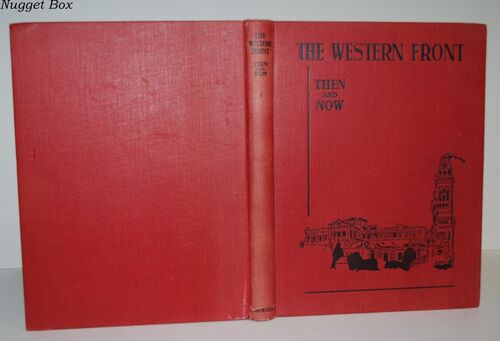 Nugget Box
THE
WESTERN
FRONT
THEN
AND
NOW
THE WESTERN FRONT
THEN
AND
NOW